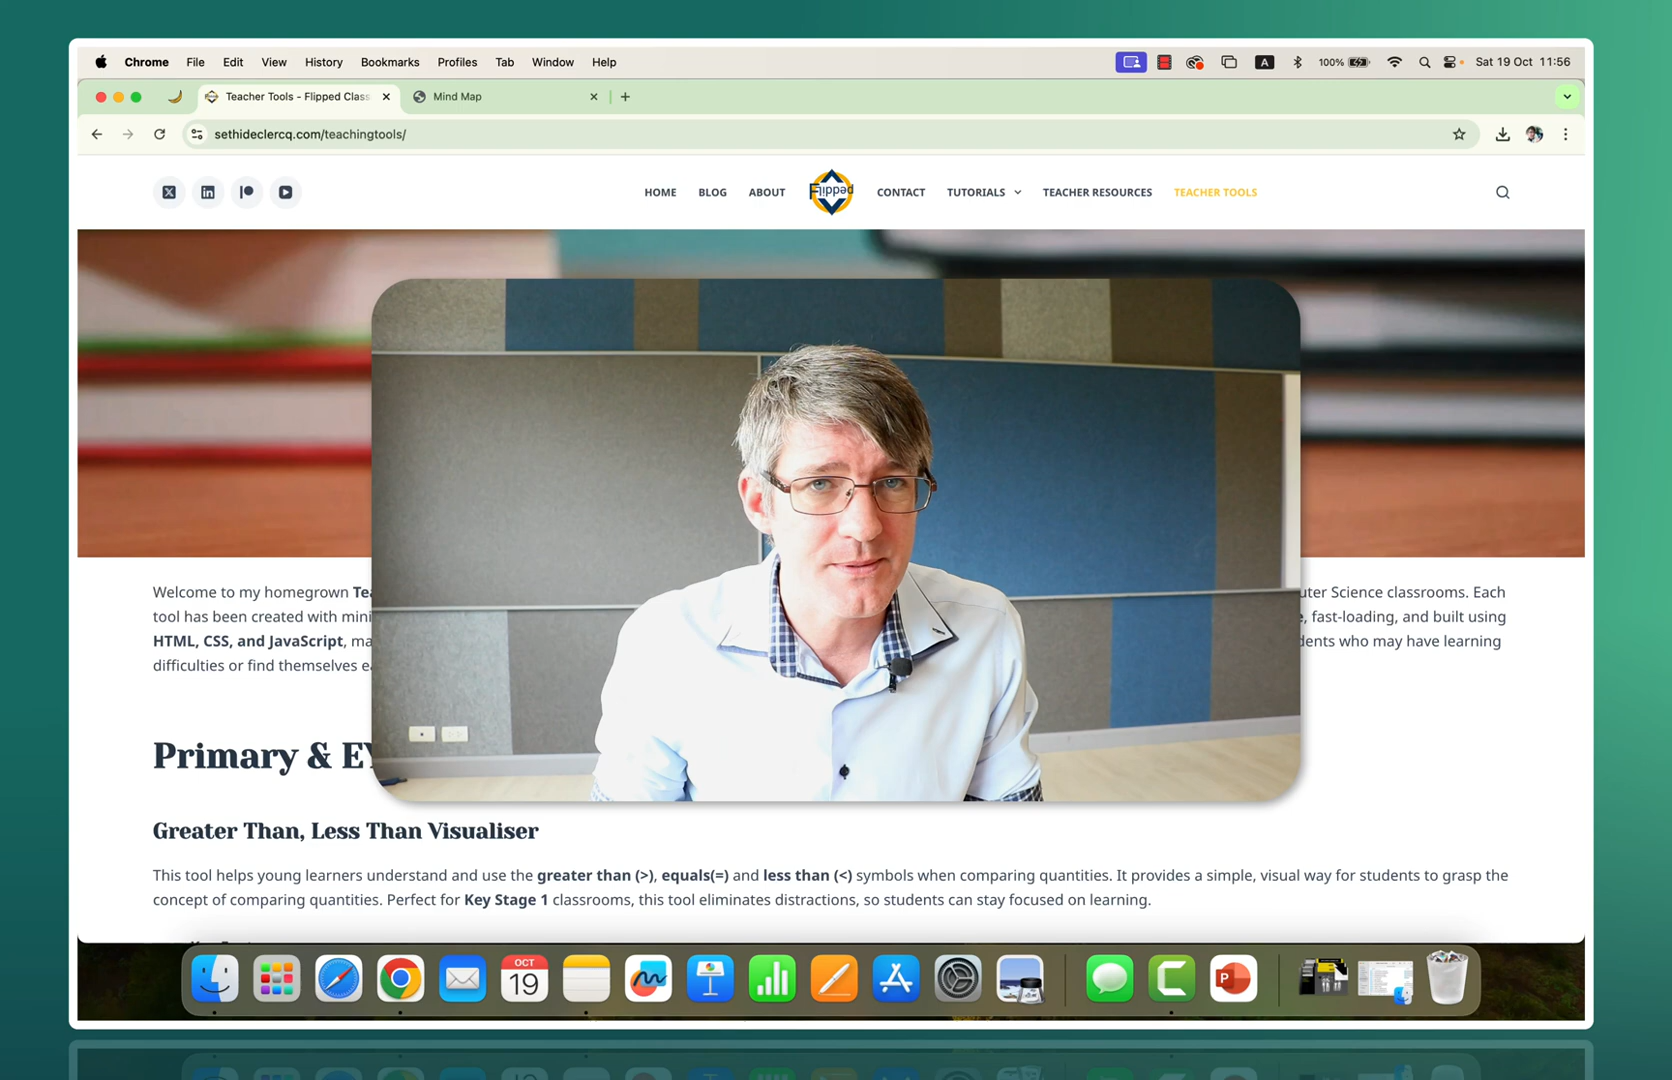 Chrome File Edit View History Bookmarks Profiles Tab Window Help A 100% Sat 19 Oct 11:56
Teacher Tools - Flipped Class Mind Map
sethideclercq.com/teachingtools/
HOME BLOG ABOUT Flipped CONTACT TUTORIALS TEACHER RESOURCES TEACHER TOOLS
Welcome to my homegrown Science classrooms. Each
tool has been created with fast-loading, and built using
HTML, CSS, and JavaScript, who may have learning
difficulties or find themselves
Primary &
Greater Than, Less Than Visualiser
This tool helps young learners understand and use the greater than (>), equals(=) and less than (<) symbols when comparing quantities. It provides a simple, visual way for students to grasp the
concept of comparing quantities. Perfect for Key Stage 1 classrooms, this tool eliminates distractions, so students can stay focused on learning.
OCT
19
P